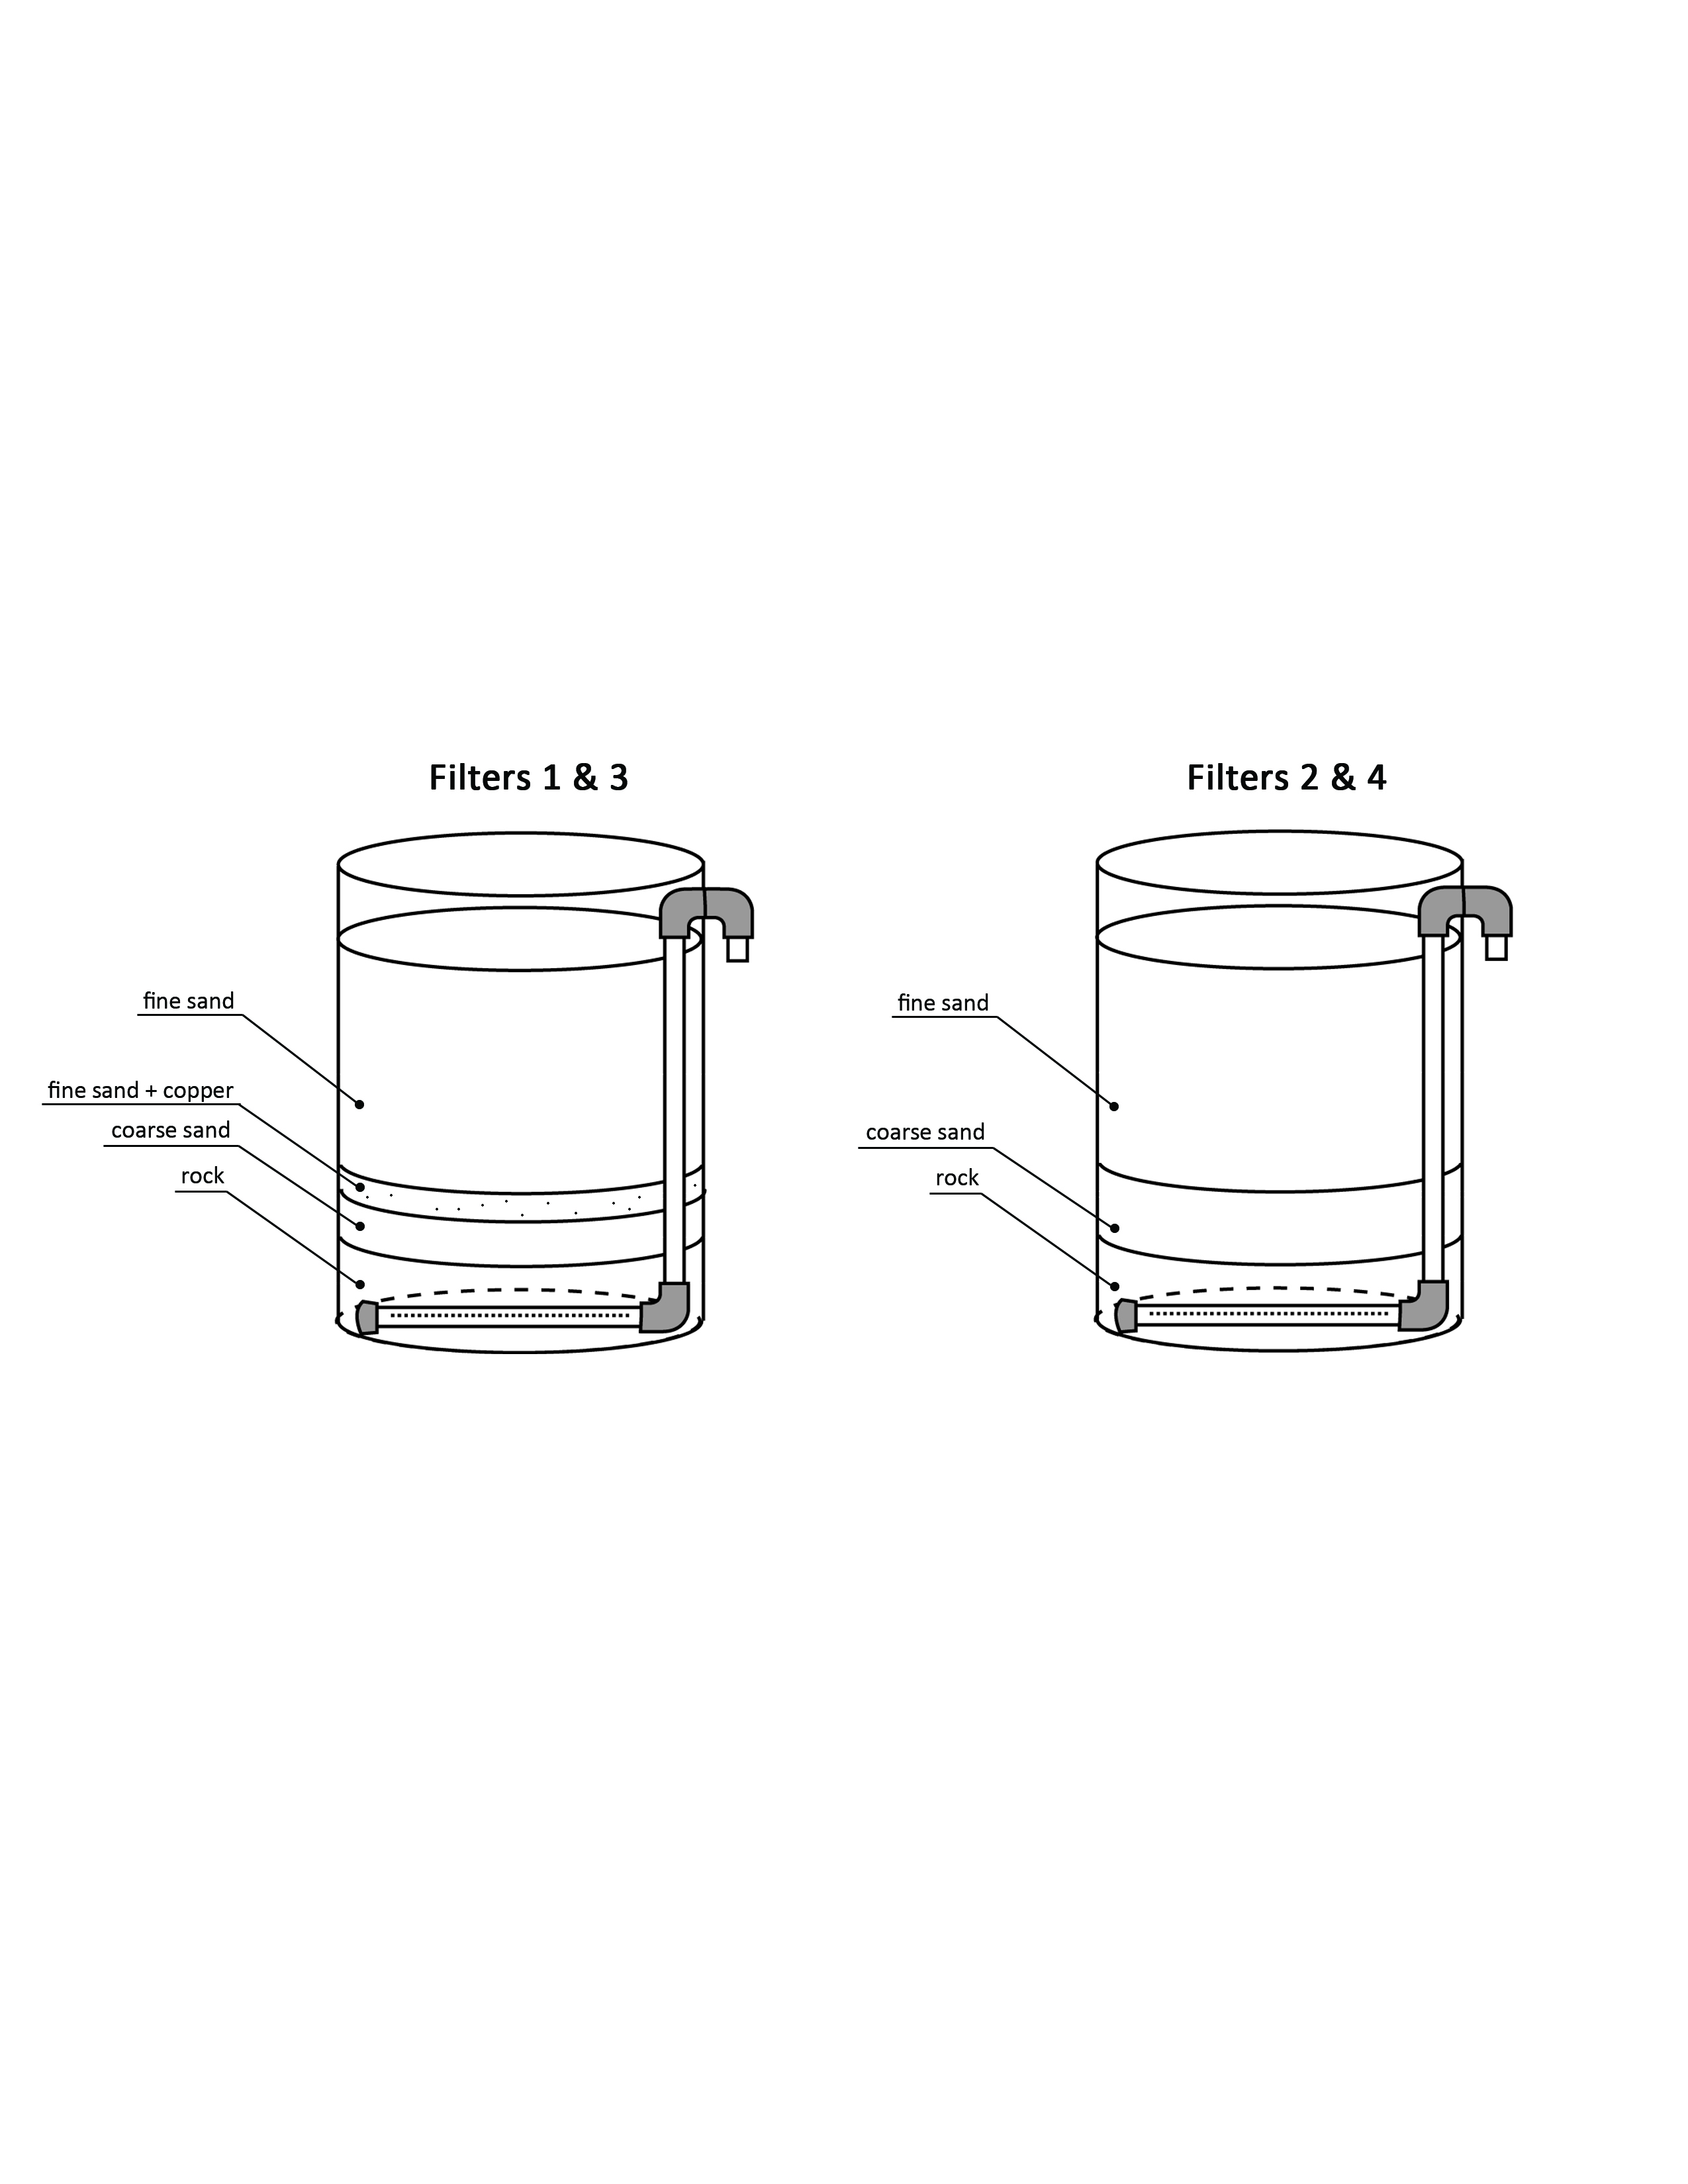 Filters 1 & 3
fine sand
fine sand + copper
coarse sand
rock
Filters 2 & 4
fine sand
coarse sand
rock